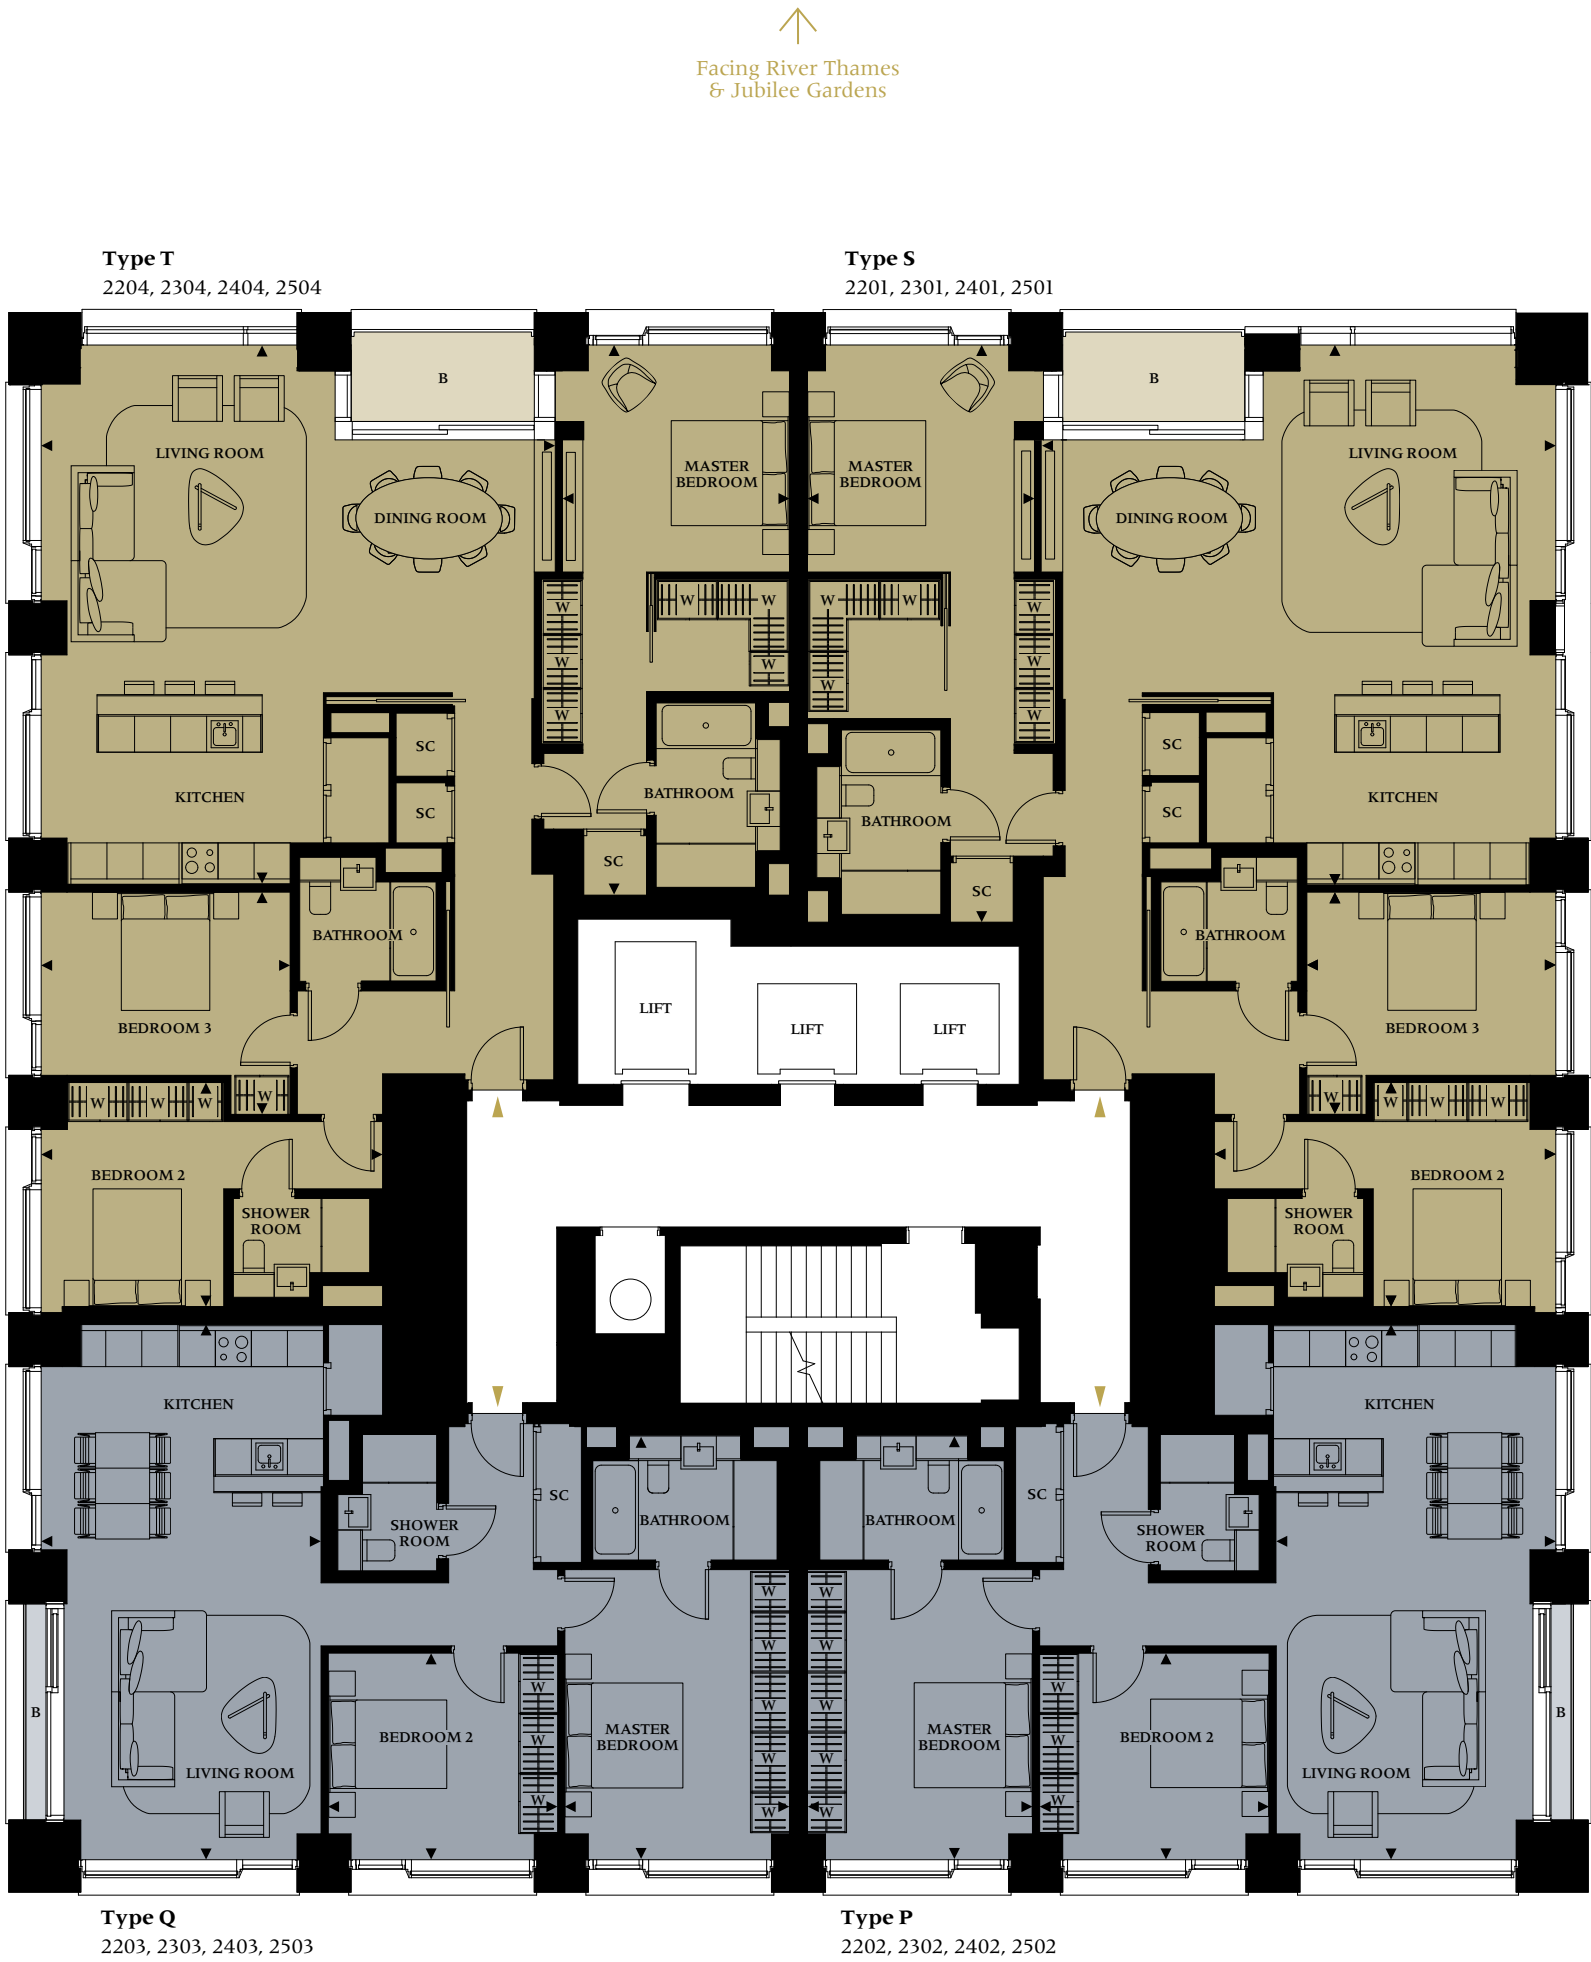 Facing River Thames
& Jubilee Gardens
Type T
2204, 2304, 2404, 2504
Type S
2201, 2301, 2401, 2501
B
B
LIVING ROOM
LIVING ROOM
MASTER
BEDROOM
MASTER
BEDROOM
DINING ROOM
DINING ROOM
W
W
W
W
W
W
W
W
W
W
W
W
SC
SC
W
W
KITCHEN
SC
BATHROOM
BATHROOM
SC
KITCHEN
SC
SC
BATHROOM
BATHROOM
BEDROOM 3
LIFT
LIFT
LIFT
BEDROOM 3
W
W
W
W
W
W
W
W
BEDROOM 2
BEDROOM 2
SHOWER
ROOM
SHOWER
ROOM
KITCHEN
KITCHEN
SC
SC
SHOWER
ROOM
BATHROOM
BATHROOM
SHOWER
ROOM
W
W
W
W
W
W
W
W
W
W
B
BEDROOM 2
W
MASTER
BEDROOM
W
W
MASTER
BEDROOM
W
BEDROOM 2
B
LIVING ROOM
LIVING ROOM
W
W
W
W
Type Q
2203, 2303, 2403, 2503
Type P
2202, 2302, 2402, 2502